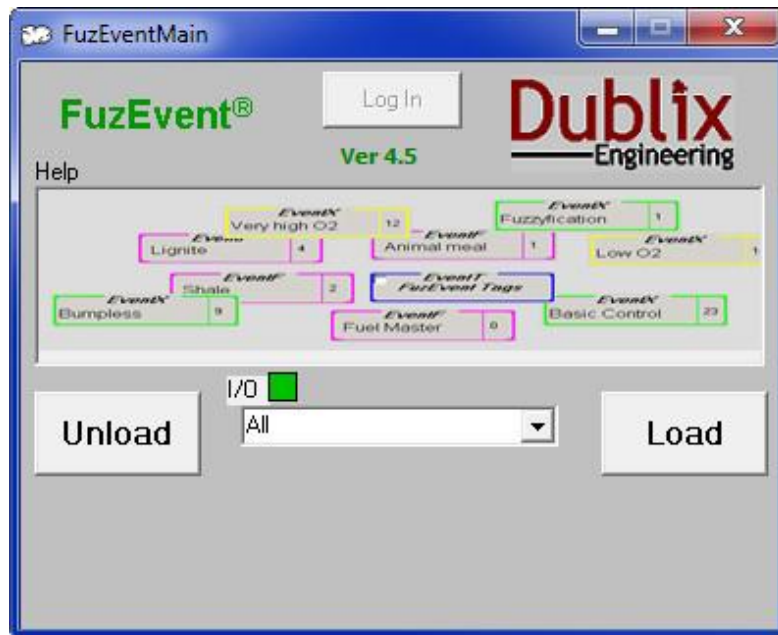 FuzEventMain
X
FuzEvent®
Log In
Dublix
Engineering
Ver 4.5
Help
EventX
Very high O2 12
EventX
Fuzzyfication 1
Lignite 4
EventF
Animal meal 1
EventX
Low O2
EventF
Shale 2
EventT
FuzEvent Tags
EventX
Bumpless 9
EventF
Fuel Master 0
EventX
Basic Control 23
I/O
All
Unload
Load